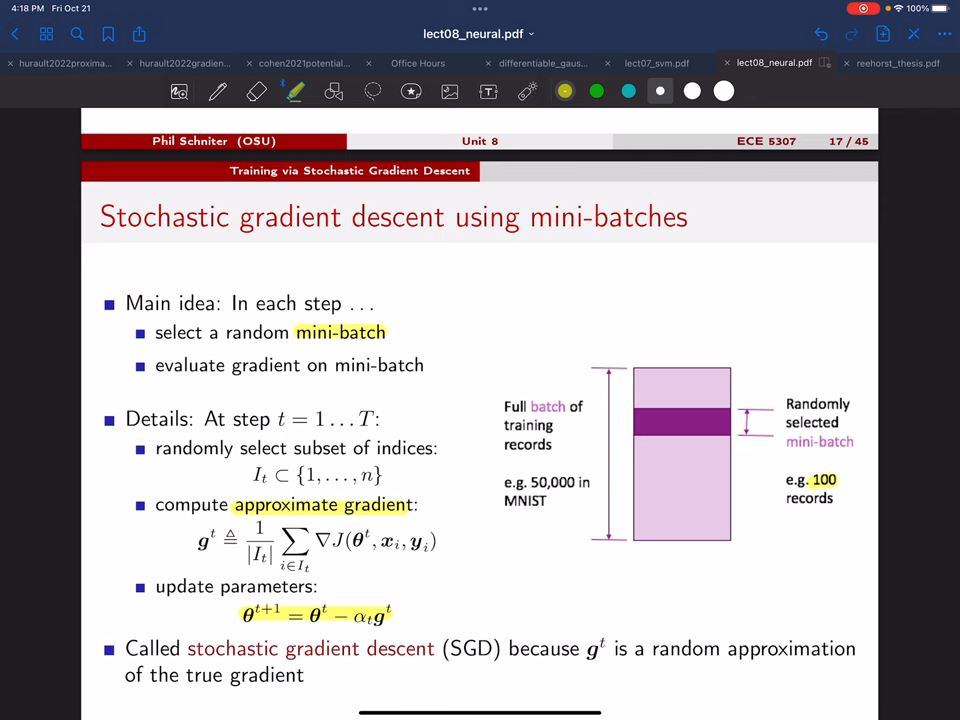 4:18 PM Fri Oct 21
100%
lect08_neural.pdf
hurault2022proxima...
hurault2022gradien...
cohen2021potential...
Office Hours
differentiable_gaus...
lect07_svm.pdf
lect08_neural.pdf
reehorst_thesis.pdf
Phil Schniter (OSU) Unit 8 ECE 5307 17 / 45
Training via Stochastic Gradient Descent
Stochastic gradient descent using mini-batches
Main idea: In each step ...
select a random mini-batch
evaluate gradient on mini-batch
Details: At step t = 1 ... T:
randomly select subset of indices:
I_t ⊂ {1, ..., n}
compute approximate gradient:
g^t ≜ 1/|I_t| ∑_{i∈I_t} ∇J(θ^t, x_i, y_i)
update parameters:
θ^{t+1} = θ^t − α_t g^t
Full batch of
training
records
e.g. 50,000 in
MNIST
Randomly
selected
mini-batch
e.g. 100
records
Called stochastic gradient descent (SGD) because g^t is a random approximation
of the true gradient